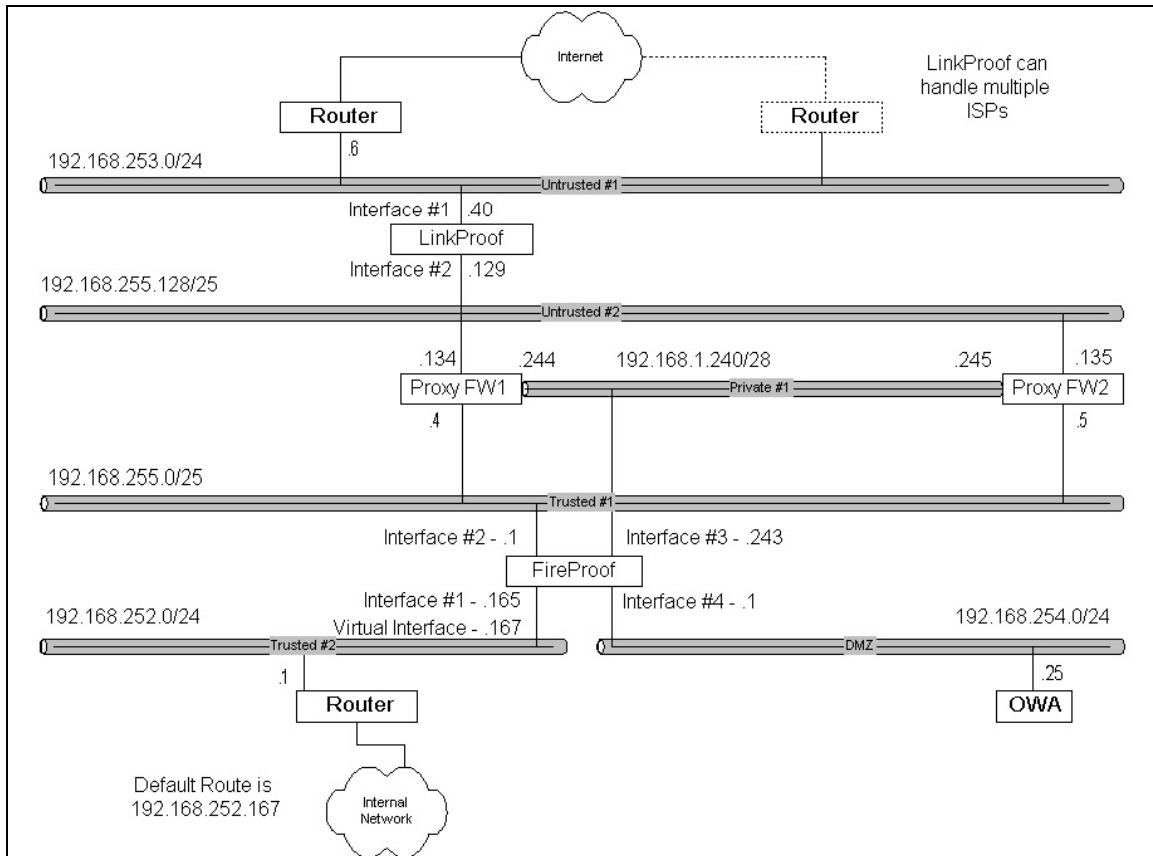 Internet
LinkProof can
handle multiple
ISPs
Router
Router
.6
192.168.253.0/24
Untrusted #1
Interface #1 .40
LinkProof
Interface #2 .129
192.168.255.128/25
Untrusted #2
.134
.244
192.168.1.240/28
.245
.135
Proxy FW1
Private #1
Proxy FW2
.4
.5
192.168.255.0/25
Trusted #1
Interface #2 - .1
Interface #3 - .243
FireProof
Interface #1 - .165
Interface #4 - .1
192.168.252.0/24
Virtual Interface - .167
192.168.254.0/24
Trusted #2
DMZ
.1
.25
Router
OWA
Default Route is
192.168.252.167
Internal
Network